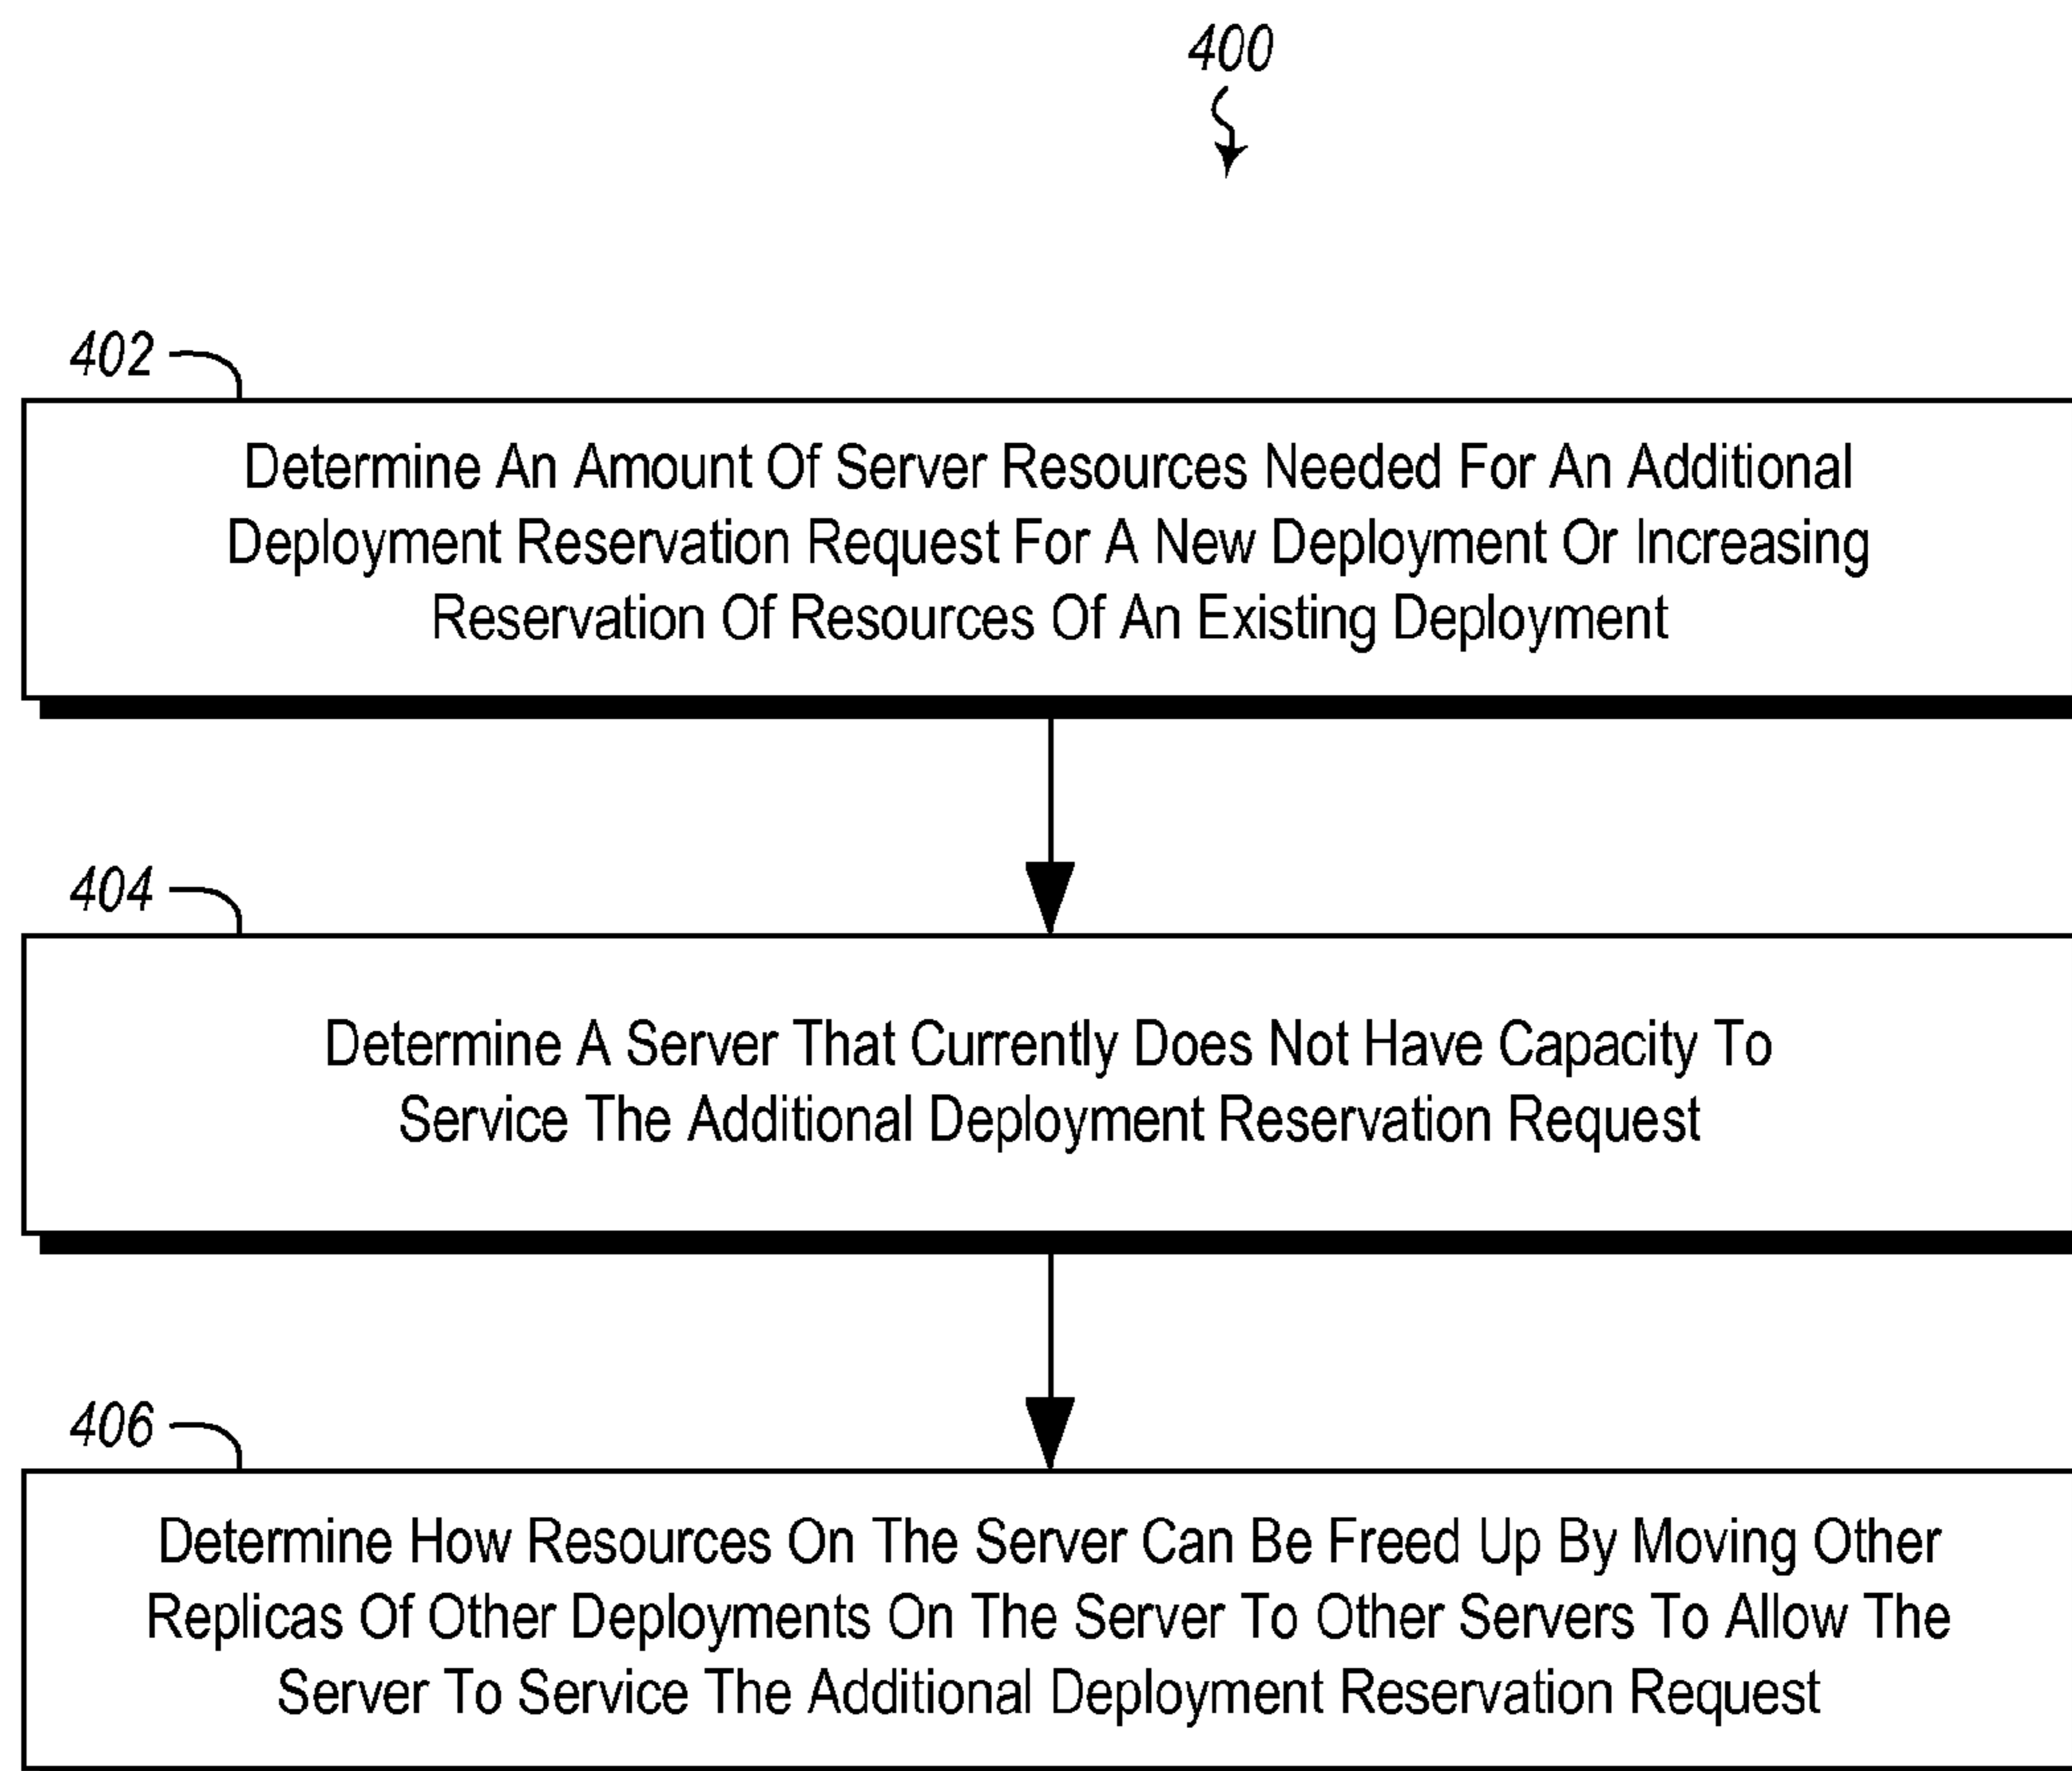 400
402
Determine An Amount Of Server Resources Needed For An Additional
Deployment Reservation Request For A New Deployment Or Increasing
Reservation Of Resources Of An Existing Deployment
404
Determine A Server That Currently Does Not Have Capacity To
Service The Additional Deployment Reservation Request
406
Determine How Resources On The Server Can Be Freed Up By Moving Other
Replicas Of Other Deployments On The Server To Other Servers To Allow The
Server To Service The Additional Deployment Reservation Request